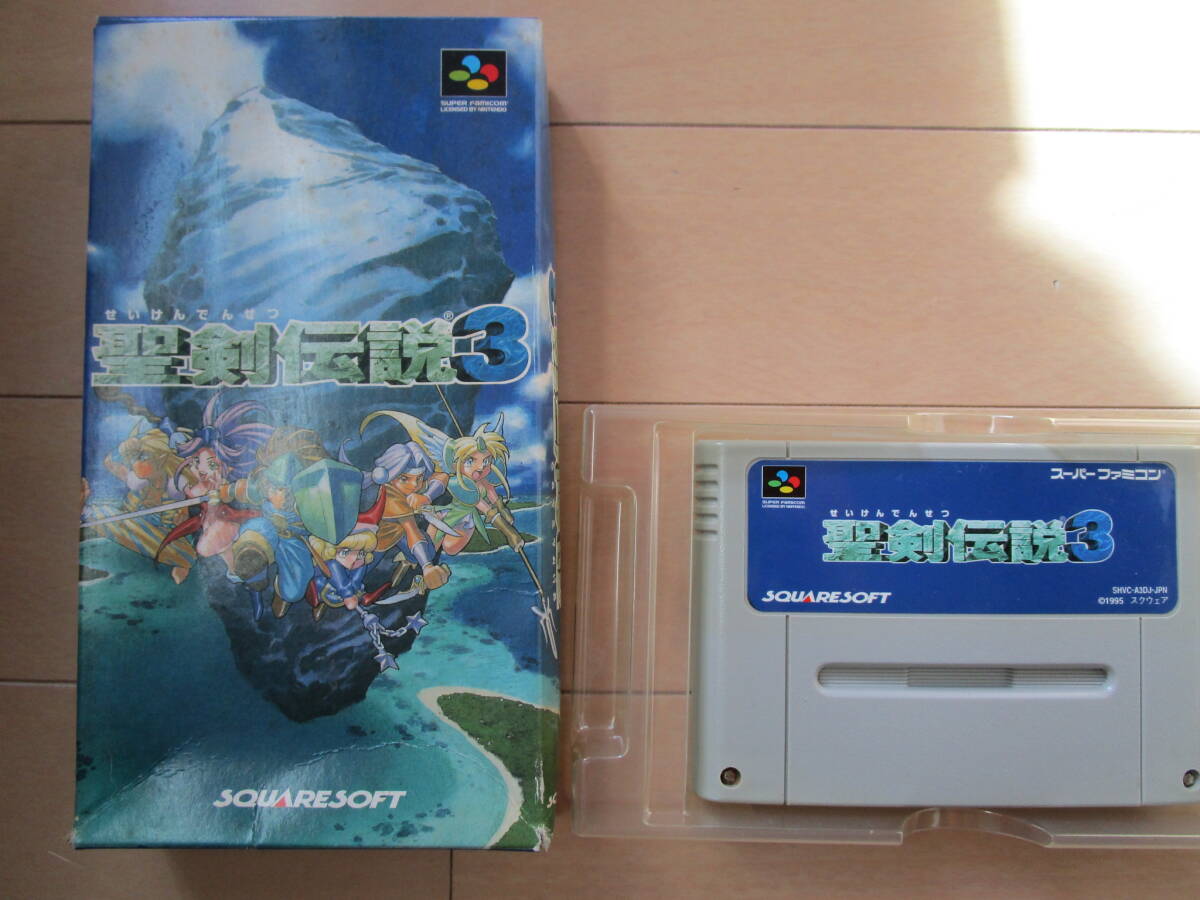 SUPER FAMICOM
LICENSED BY NINTENDO
せいけんでんせつ
聖剣伝説3
®
SQUARESOFT
スーパーファミコン
SUPER FAMICOM
LICENSED BY NINTENDO
せいけんでんせつ
聖剣伝説3
SQUARESOFT
SHVC-A3DJ-JPN
©1995 スクウェア